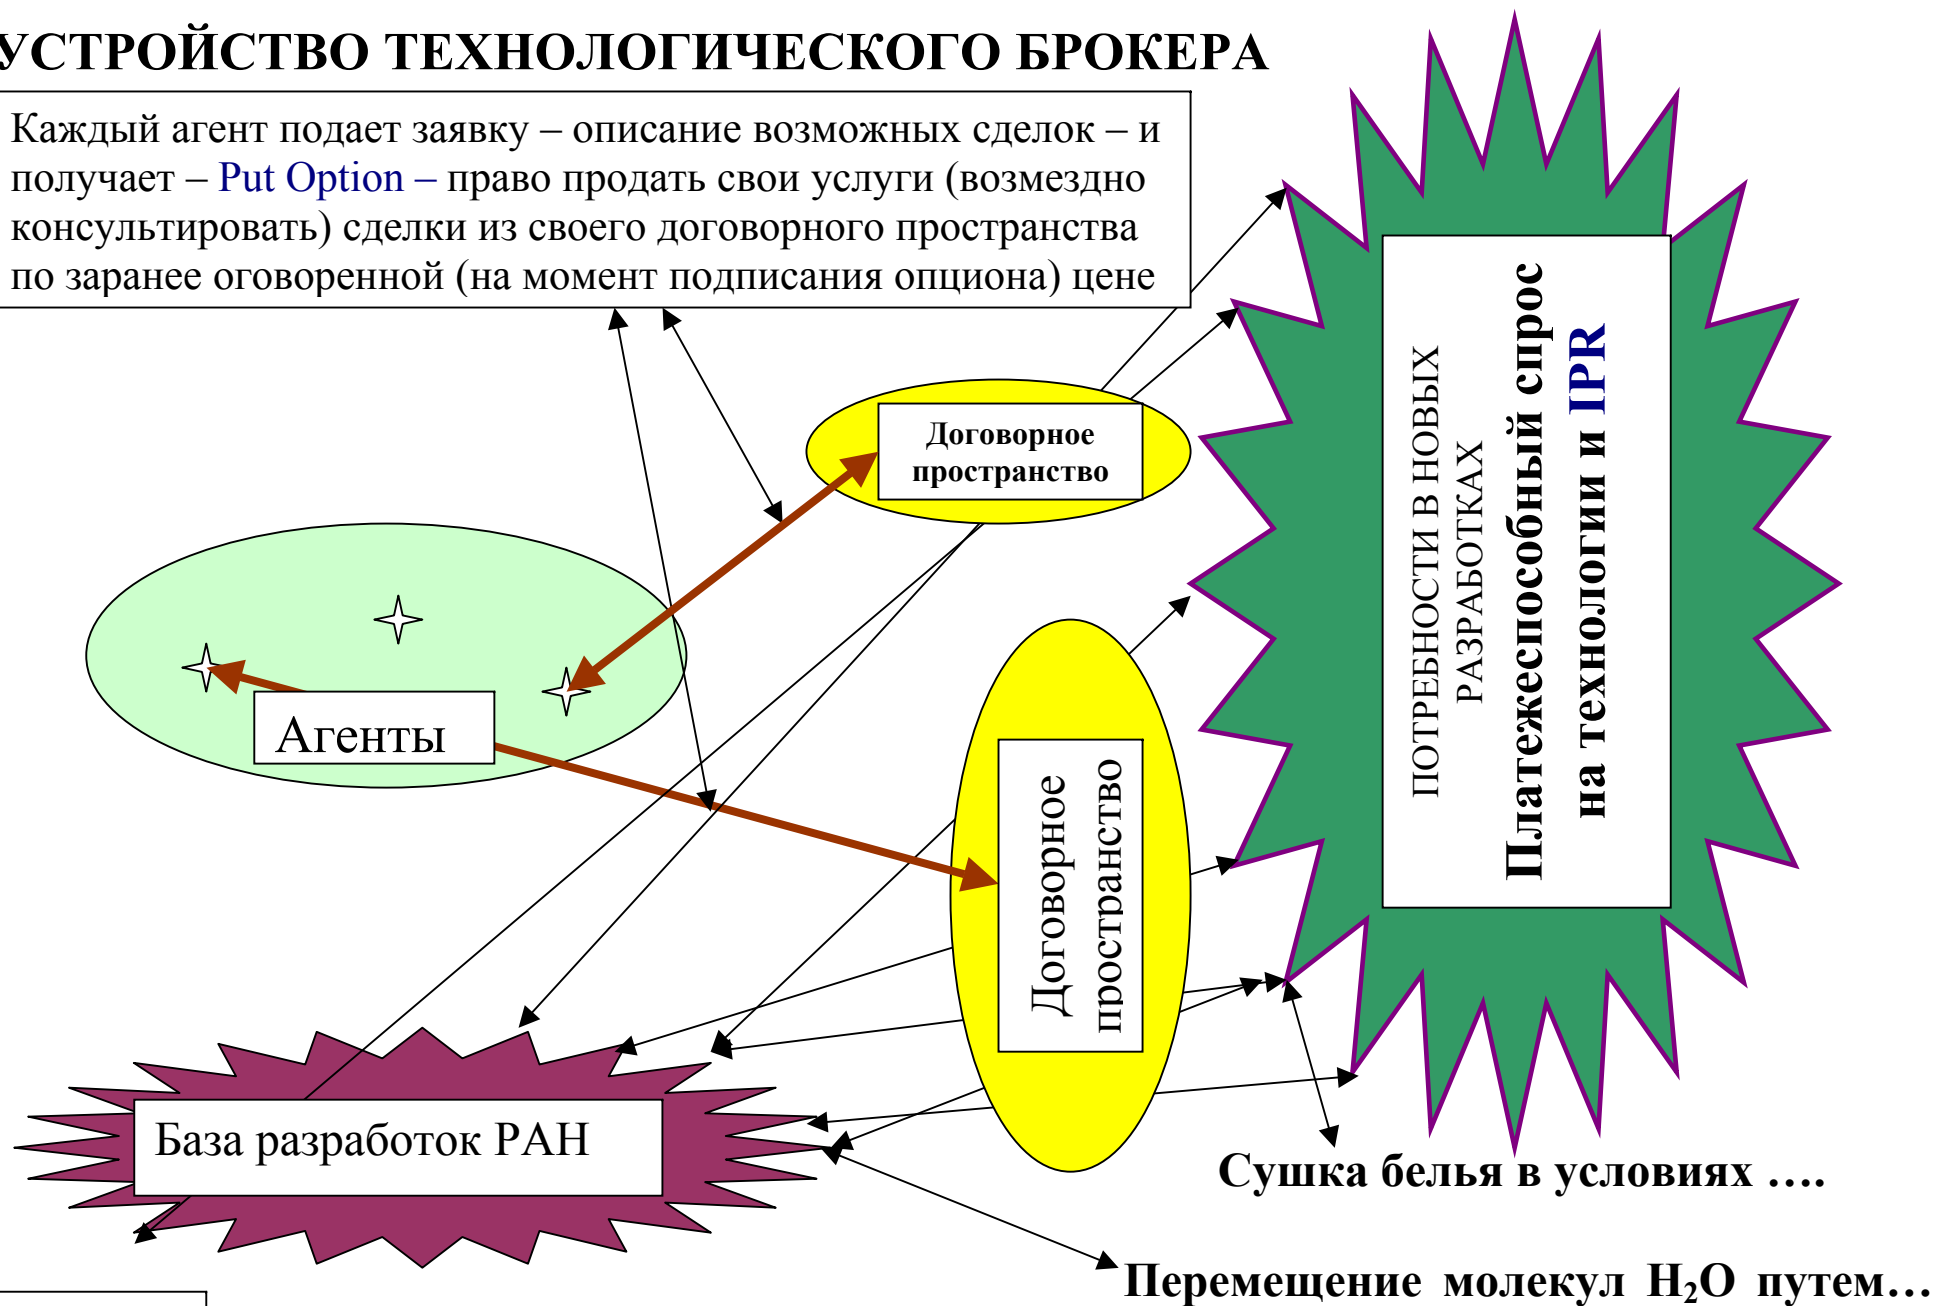 УСТРОЙСТВО ТЕХНОЛОГИЧЕСКОГО БРОКЕРА
Каждый агент подает заявку – описание возможных сделок – и
получает – Put Option – право продать свои услуги (возмездно
консультировать) сделки из своего договорного пространства
по заранее оговоренной (на момент подписания опциона) цене
Договорное
пространство
Агенты
Договорное
пространство
ПОТРЕБНОСТИ В НОВЫХ
РАЗРАБОТКАХ
Платежеспособный спрос
на технологии и IPR
База разработок РАН
Сушка белья в условиях ….
Перемещение молекул H₂O путем…